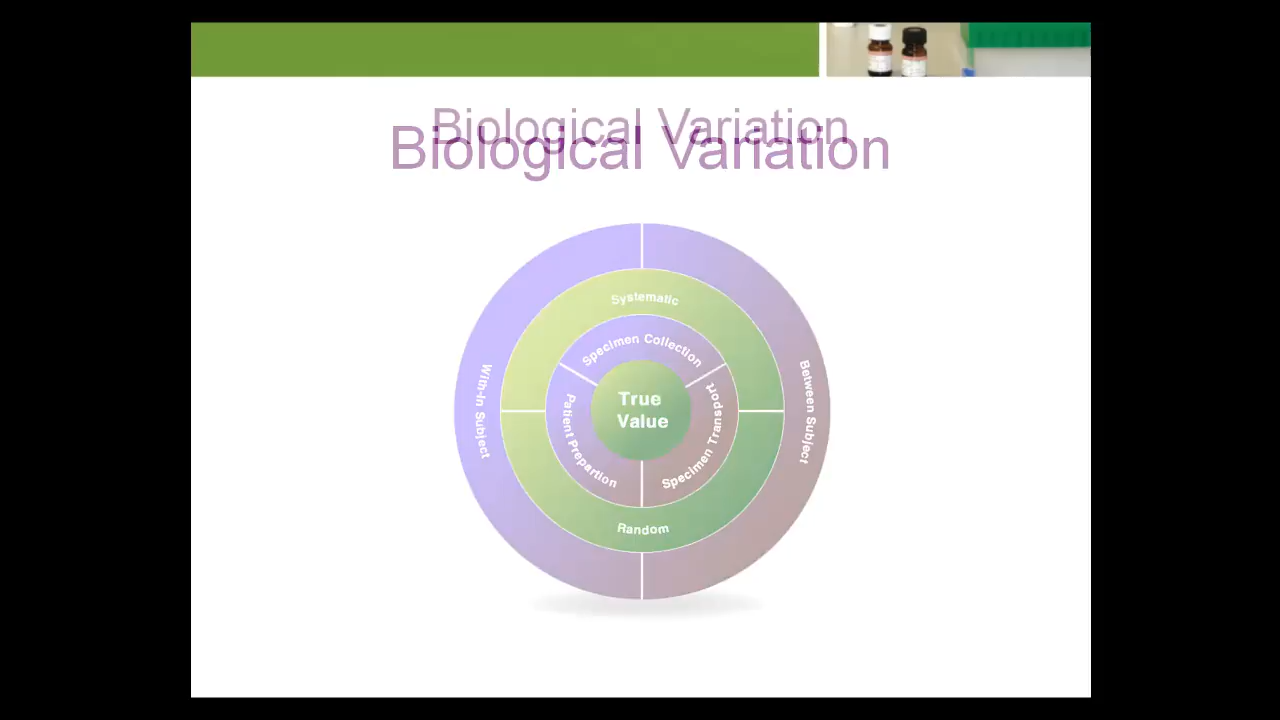 Biological Variation
Biological Variation
Systematic
Specimen Collection
With-In Subject
Patient Prepartion
True
Value
Specimen Transport
Between Subject
Random